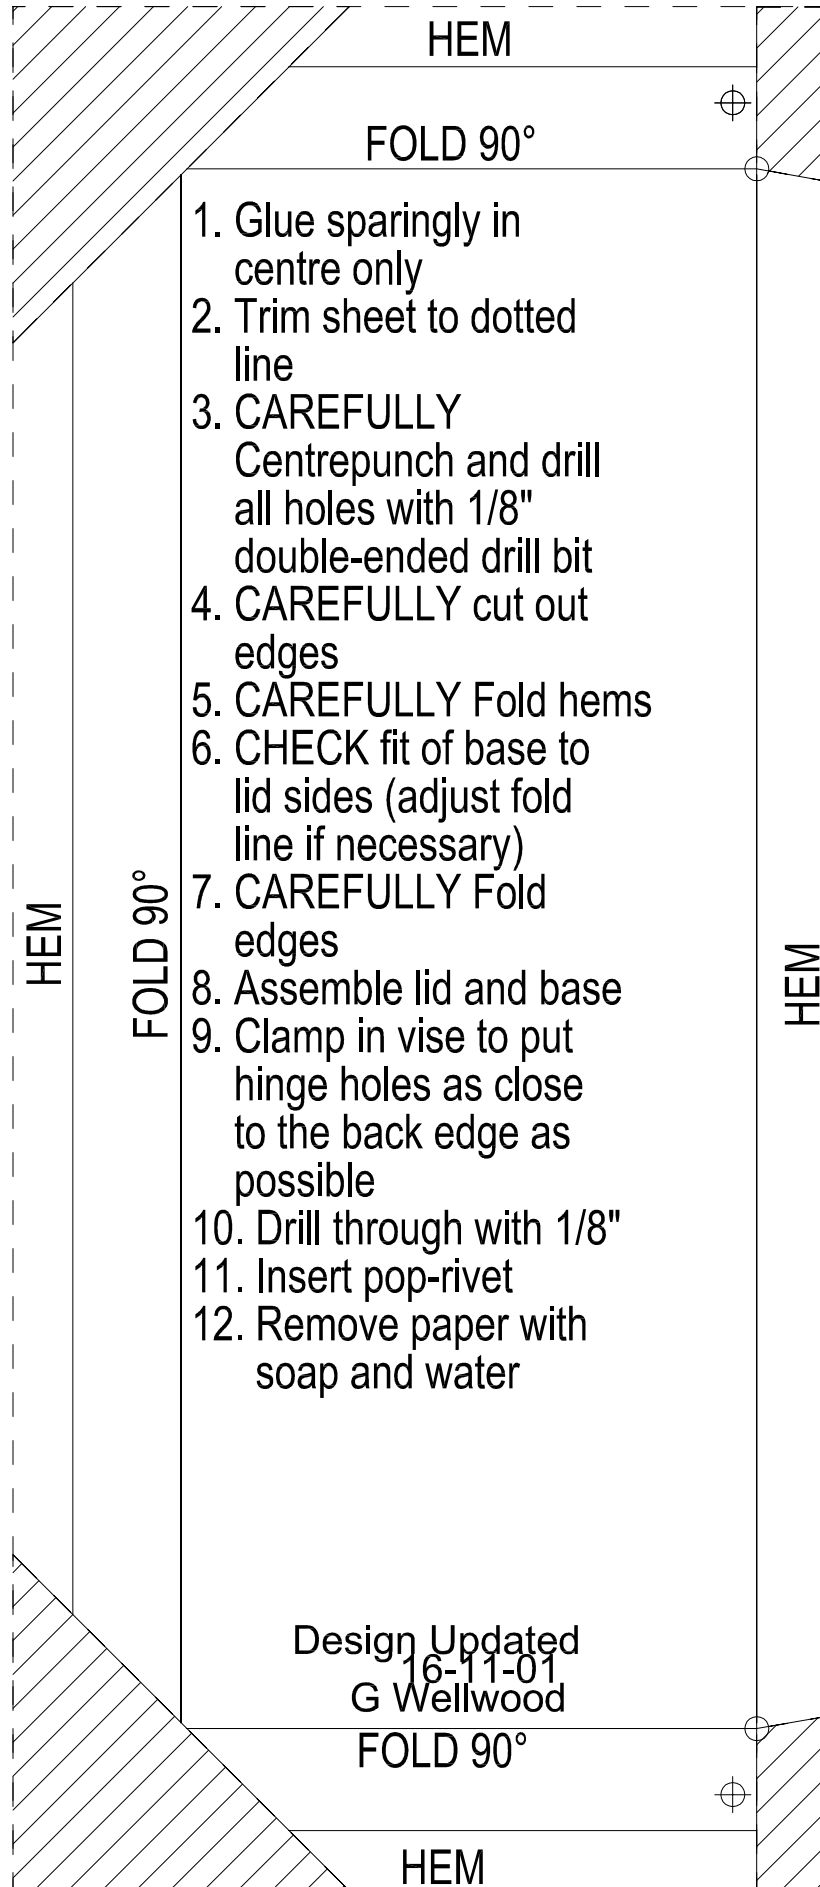 HEM
FOLD 90°
1. Glue sparingly in
centre only
2. Trim sheet to dotted
line
3. CAREFULLY
Centrepunch and drill
all holes with 1/8"
double-ended drill bit
4. CAREFULLY cut out
edges
5. CAREFULLY Fold hems
6. CHECK fit of base to
lid sides (adjust fold
line if necessary)
7. CAREFULLY Fold
edges
8. Assemble lid and base
9. Clamp in vise to put
hinge holes as close
to the back edge as
possible
10. Drill through with 1/8"
11. Insert pop-rivet
12. Remove paper with
soap and water
HEM
FOLD 90°
HEM
Design Updated
16-11-01
G Wellwood
FOLD 90°
HEM